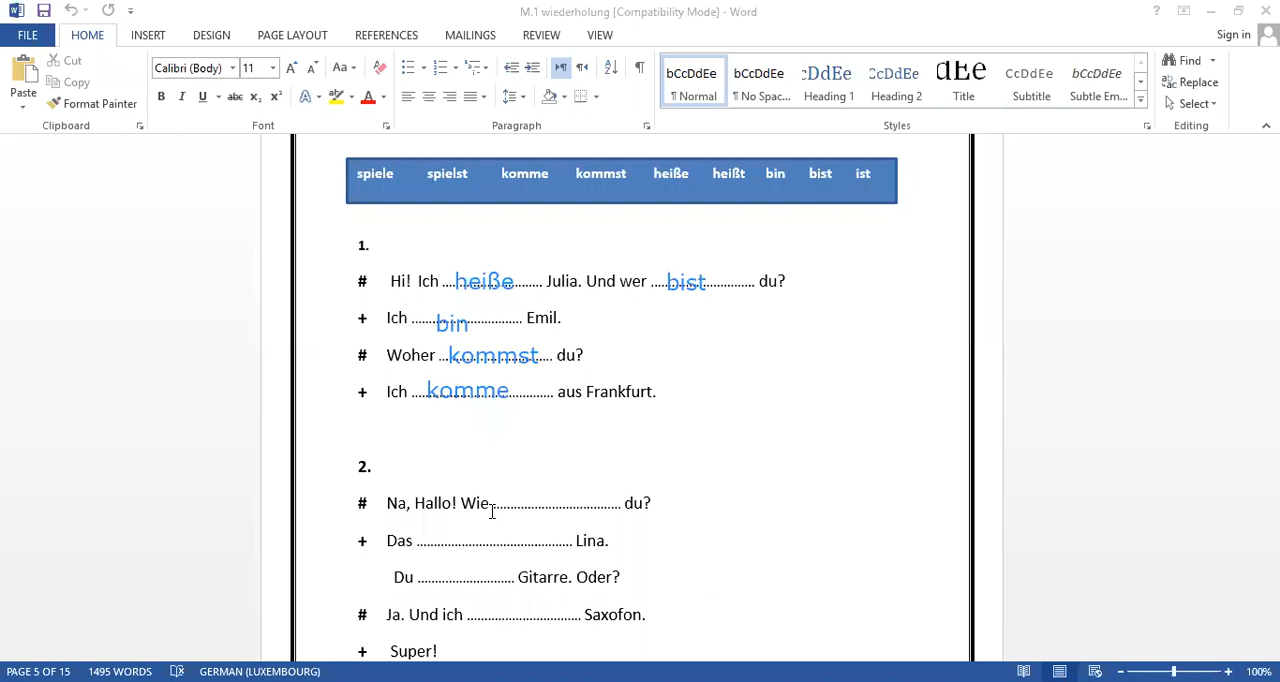 M.1 wiederholung [Compatibility Mode] - Word
FILE HOME INSERT DESIGN PAGE LAYOUT REFERENCES MAILINGS REVIEW VIEW Sign in
Cut
Copy
Format Painter
Paste
Clipboard
Calibri (Body) 11 Aa
B I U abc x₂ x² A A
Font
Paragraph
bCcDdEe bCcDdEe cDdEe cCcDdEe dEe CcDdEe bCcDdEe
¶ Normal ¶ No Spac... Heading 1 Heading 2 Title Subtitle Subtle Em...
Styles
Find
Replace
Select
Editing
spiele spielst komme kommst heiße heißt bin bist ist
1.
# Hi! Ich ....heiße....... Julia. Und wer ....bist........... du?
+ Ich ......bin........... Emil.
# Woher ..kommst... du?
+ Ich ...komme.......... aus Frankfurt.
2.
# Na, Hallo! Wie ..................................... du?
+ Das ............................................. Lina.
Du ............................ Gitarre. Oder?
# Ja. Und ich ................................. Saxofon.
+ Super!
PAGE 5 OF 15 1495 WORDS GERMAN (LUXEMBOURG) 100%